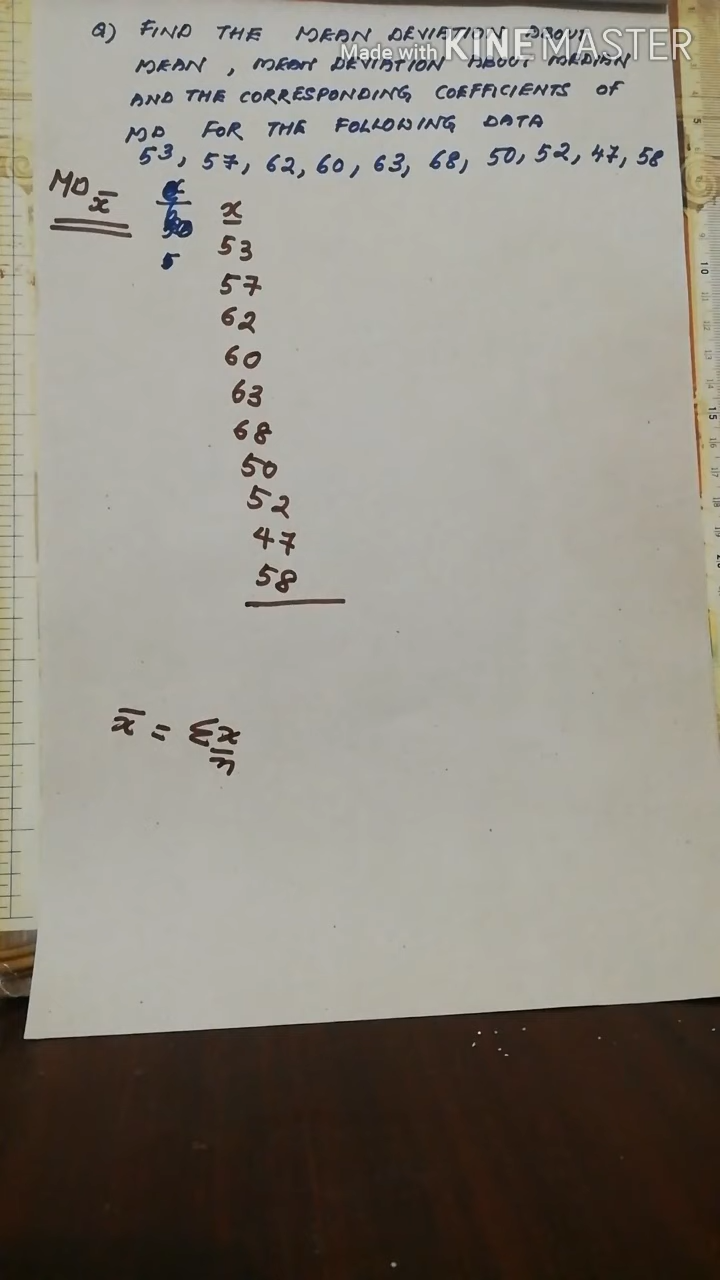 Q) FIND THE MEAN DEVIATION ABOUT
Made with KINEMASTER
MEAN, MEAN DEVIATION ABOUT MEDIAN
AND THE CORRESPONDING COEFFICIENTS OF
MD FOR THE FOLLOWING DATA
53, 57, 62, 60, 63, 68, 50, 52, 47, 58
MD x̄
x
53
5
57
62
60
63
68
50
52
47
58
x̄ = Σx
n